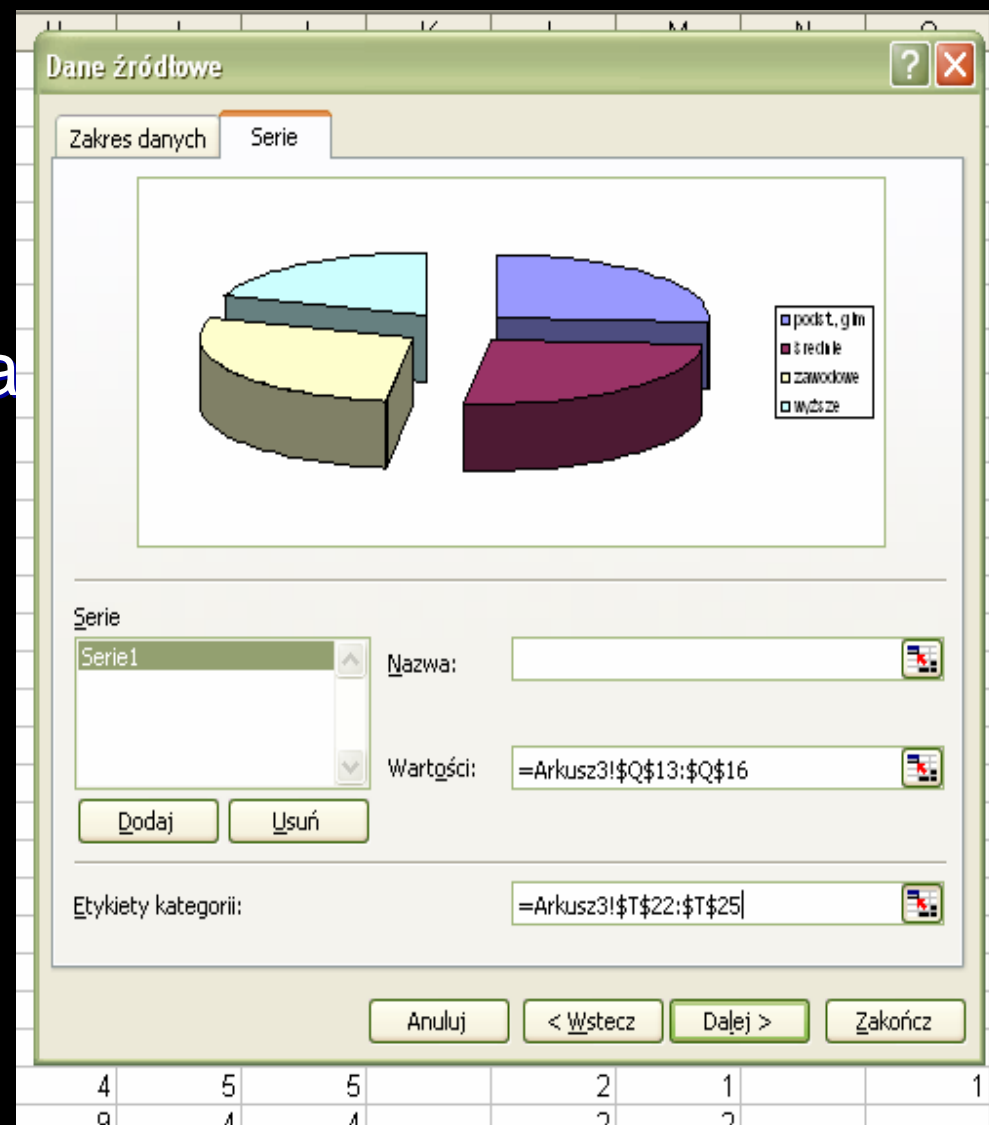 Dane źródłowe
Zakres danych Serie
podst., gim
średnie
zawodowe
wyższe
Serie
Serie1
Nazwa:
Wartości: =Arkusz3!$Q$13:$Q$16
Dodaj Usuń
Etykiety kategorii: =Arkusz3!$T$22:$T$25
Anuluj < Wstecz Dalej > Zakończ
4 5 5 2 1 1